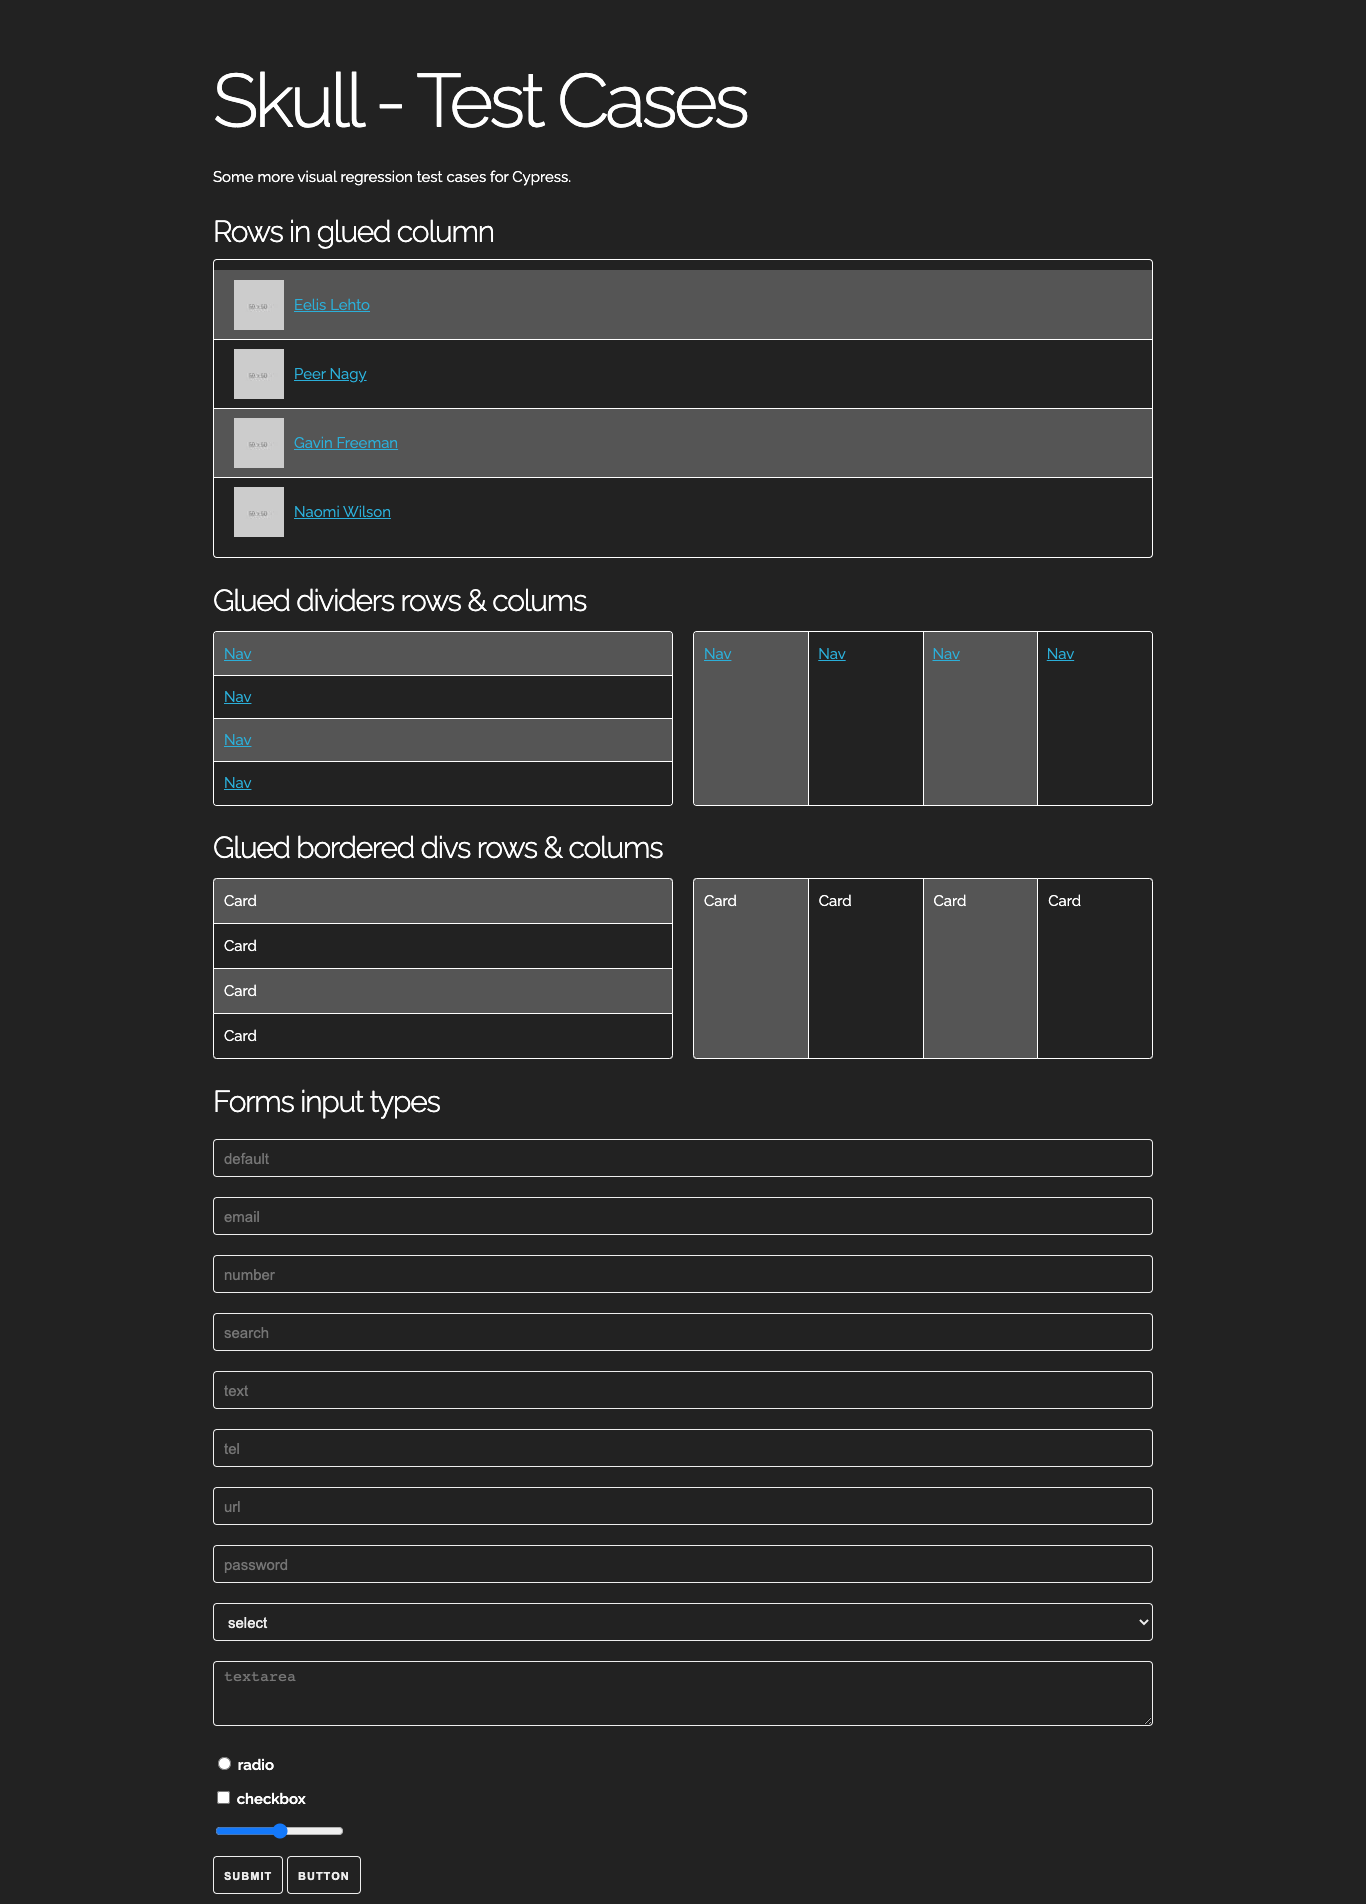 Skull - Test Cases
Some more visual regression test cases for Cypress.
Rows in glued column
50 x 50
Eelis Lehto
50 x 50
Peer Nagy
50 x 50
Gavin Freeman
50 x 50
Naomi Wilson
Glued dividers rows & colums
Nav
Nav
Nav
Nav
Nav Nav Nav Nav
Glued bordered divs rows & colums
Card
Card
Card
Card
Card Card Card Card
Forms input types
default
email
number
search
text
tel
url
password
select
textarea
radio
checkbox
SUBMIT BUTTON